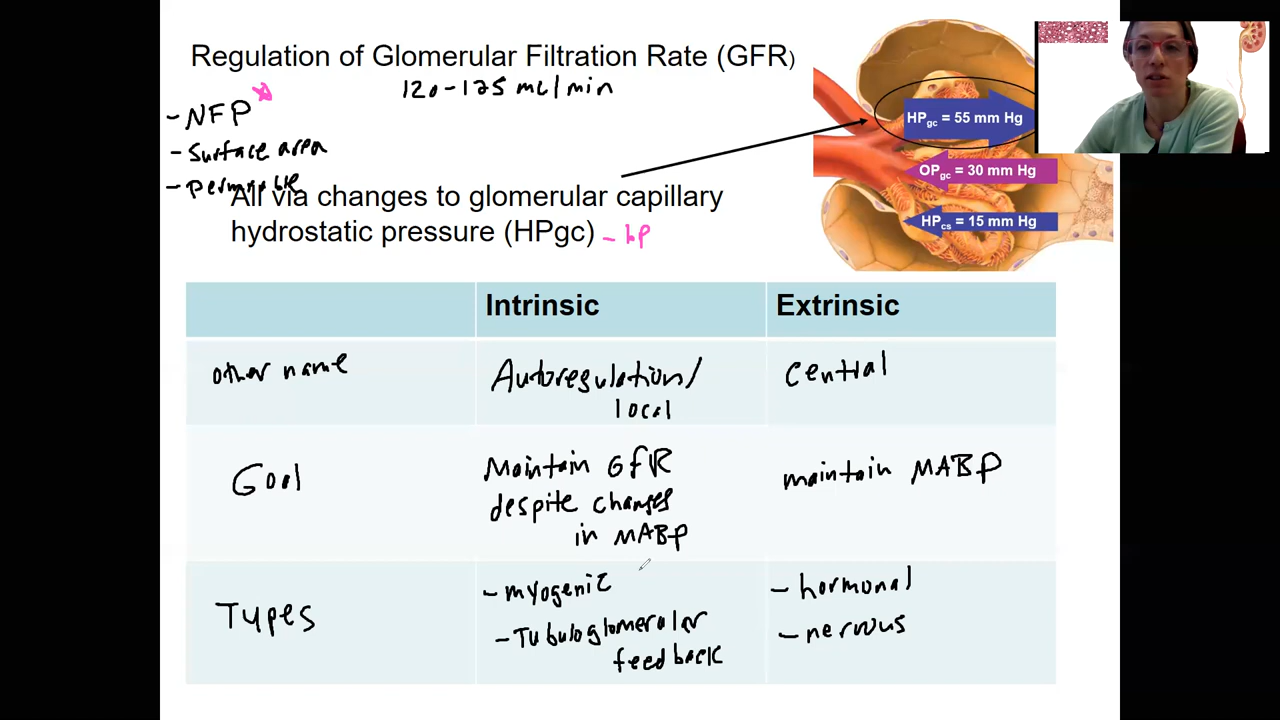 Regulation of Glomerular Filtration Rate (GFR)
120-125 mL/min
- NFP
- Surface area
- permeable
All via changes to glomerular capillary
hydrostatic pressure (HPgc) - bp
HPgc = 55 mm Hg
OPgc = 30 mm Hg
HPcs = 15 mm Hg
Intrinsic
Extrinsic
other name
Autoregulation/
local
central
Goal
Maintain GFR
despite changes
in MABP
maintain MABP
Types
- myogenic
- Tubuloglomerular
feedback
- hormonal
- nervous